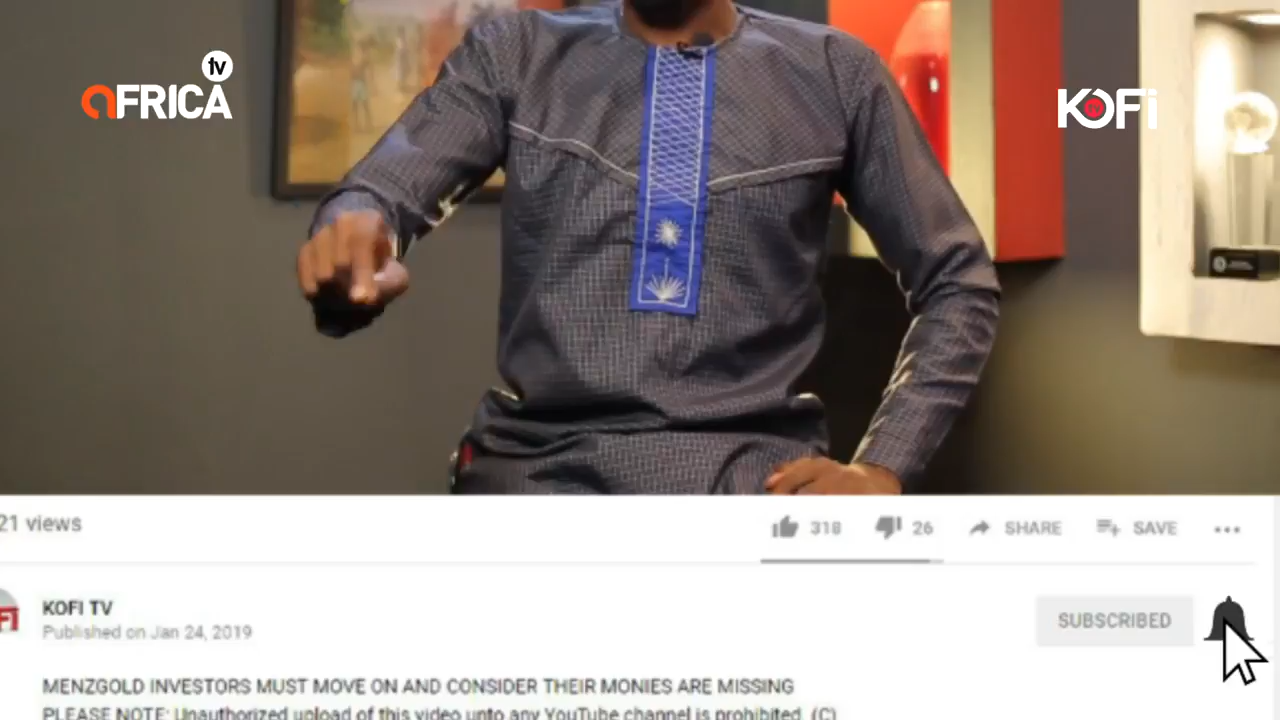 tv
aFRICA
KOFi
tv
21 views
318
26
SHARE
SAVE
KOFI TV
Published on Jan 24, 2019
SUBSCRIBED
MENZGOLD INVESTORS MUST MOVE ON AND CONSIDER THEIR MONIES ARE MISSING
PLEASE NOTE: Unauthorized upload of this video unto any YouTube channel is prohibited. (C)